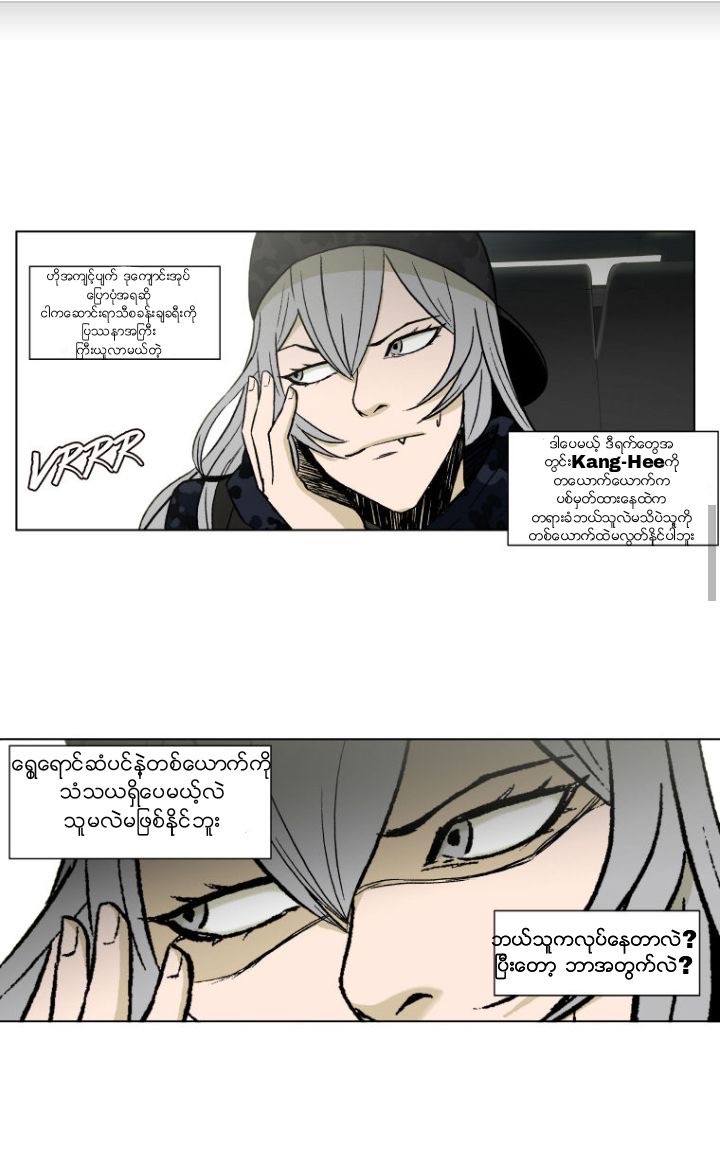 ဟိုအကျင့်ပျက် ဒုကျောင်းအုပ်
ပြောပုံအရဆို
ငါကဆောင်းရာသီစခန်းချခရီးကို
ပြဿနာအကြီး
ကြီးယူလာမယ်တဲ့
VRRR
ဒါပေမယ့် ဒီရက်တွေအ
တွင်းKang-Heeကို
တယောက်ယောက်က
ပစ်မှတ်ထားနေထဲက
တရားခံဘယ်သူလဲမသိပဲသူ့ကို
တစ်ယောက်ထဲမလွှတ်နိုင်ပါဘူး
ရွှေရောင်ဆံပင်နဲ့တစ်ယောက်ကို
သံသယရှိပေမယ့်လဲ
သူမလဲမဖြစ်နိုင်ဘူး
ဘယ်သူကလုပ်နေတာလဲ?
ပြီးတော့ ဘာအတွက်လဲ?